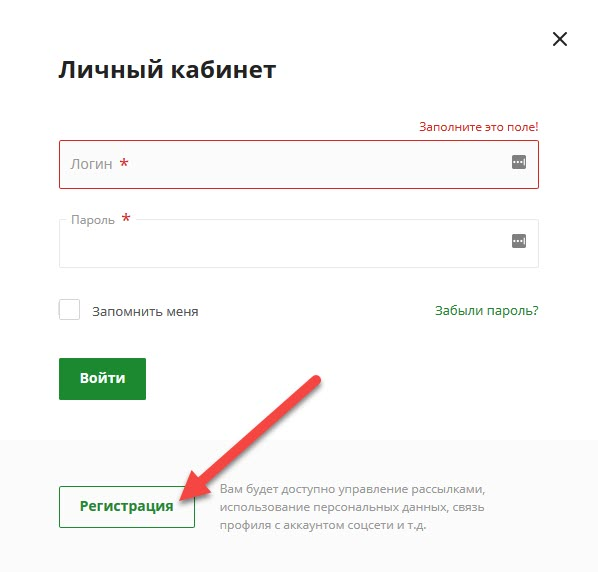 Личный кабинет
Заполните это поле!
Логин *
Пароль *
Запомнить меня
Забыли пароль?
Войти
Регистрация
Вам будет доступно управление рассылками,
использование персональных данных, связь
профиля с аккаунтом соцсети и т.д.